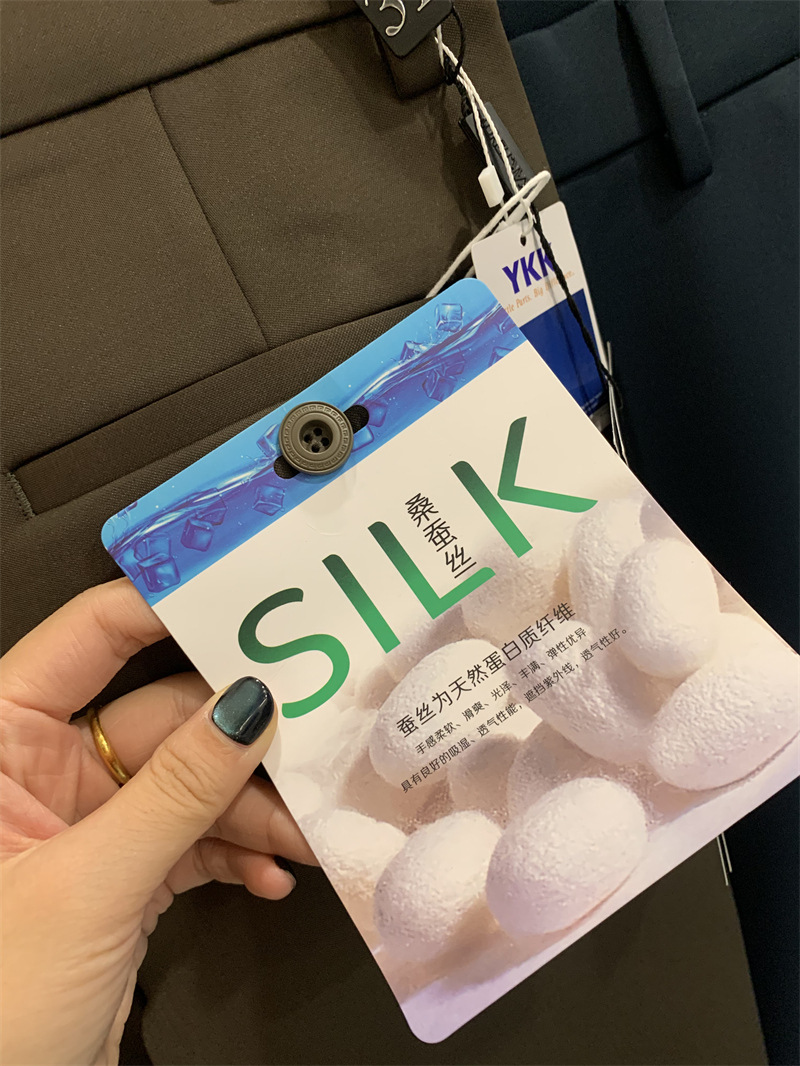 31
YKK
SILK
桑蚕丝
蚕丝为天然蛋白质纤维
手感柔软、滑爽、光泽、丰满、弹性优异
具有良好的吸湿、透气性能，遮挡紫外线，透气性好。